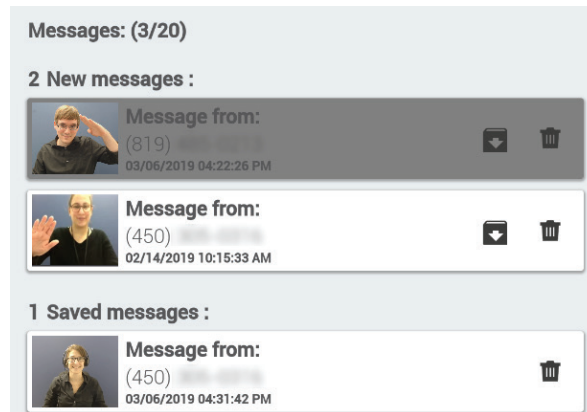 Messages: (3/20)
2 New messages :
Message from:
(819)
03/06/2019 04:22:26 PM
Message from:
(450)
02/14/2019 10:15:33 AM
1 Saved messages :
Message from:
(450)
03/06/2019 04:31:42 PM